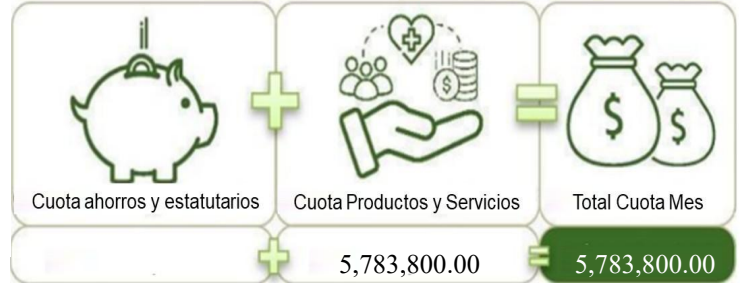 Cuota ahorros y estatutarios
Cuota Productos y Servicios
Total Cuota Mes
5,783,800.00
5,783,800.00